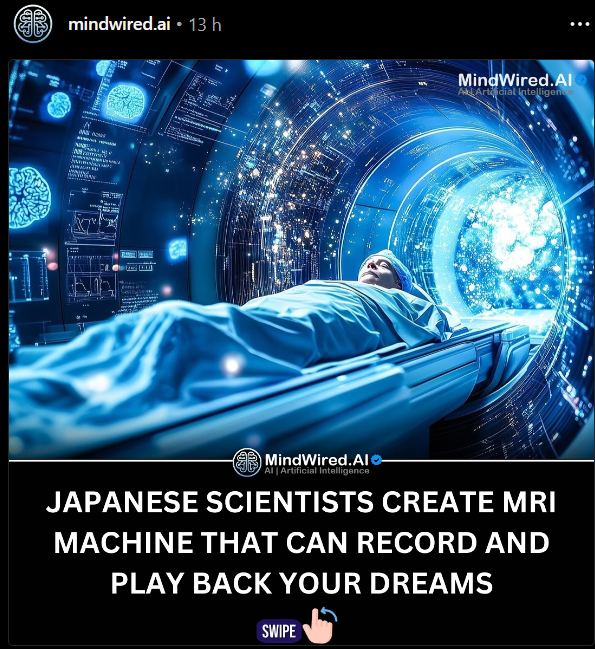 mindwired.ai • 13 h
MindWired.AI
AI | Artificial Intelligence
MindWired.AI
AI | Artificial Intelligence
JAPANESE SCIENTISTS CREATE MRI
MACHINE THAT CAN RECORD AND
PLAY BACK YOUR DREAMS
SWIPE